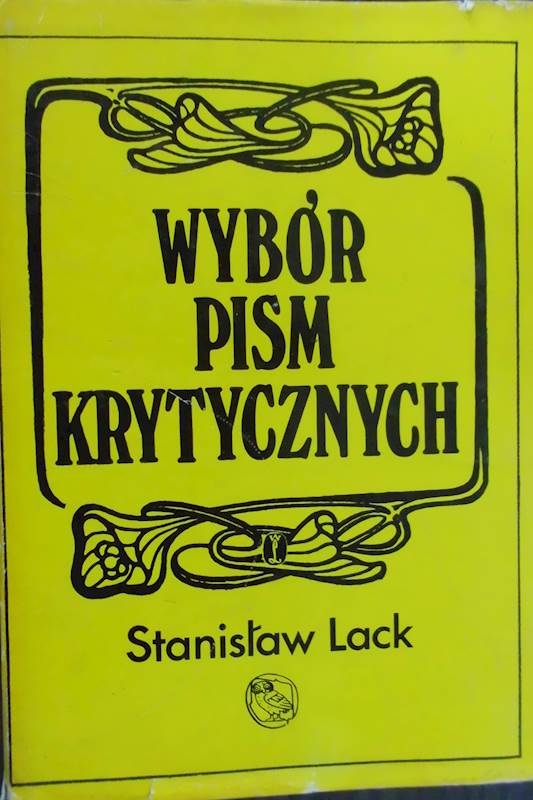 WYBÓR
PISM
KRYTYCZNYCH
Stanisław Lack